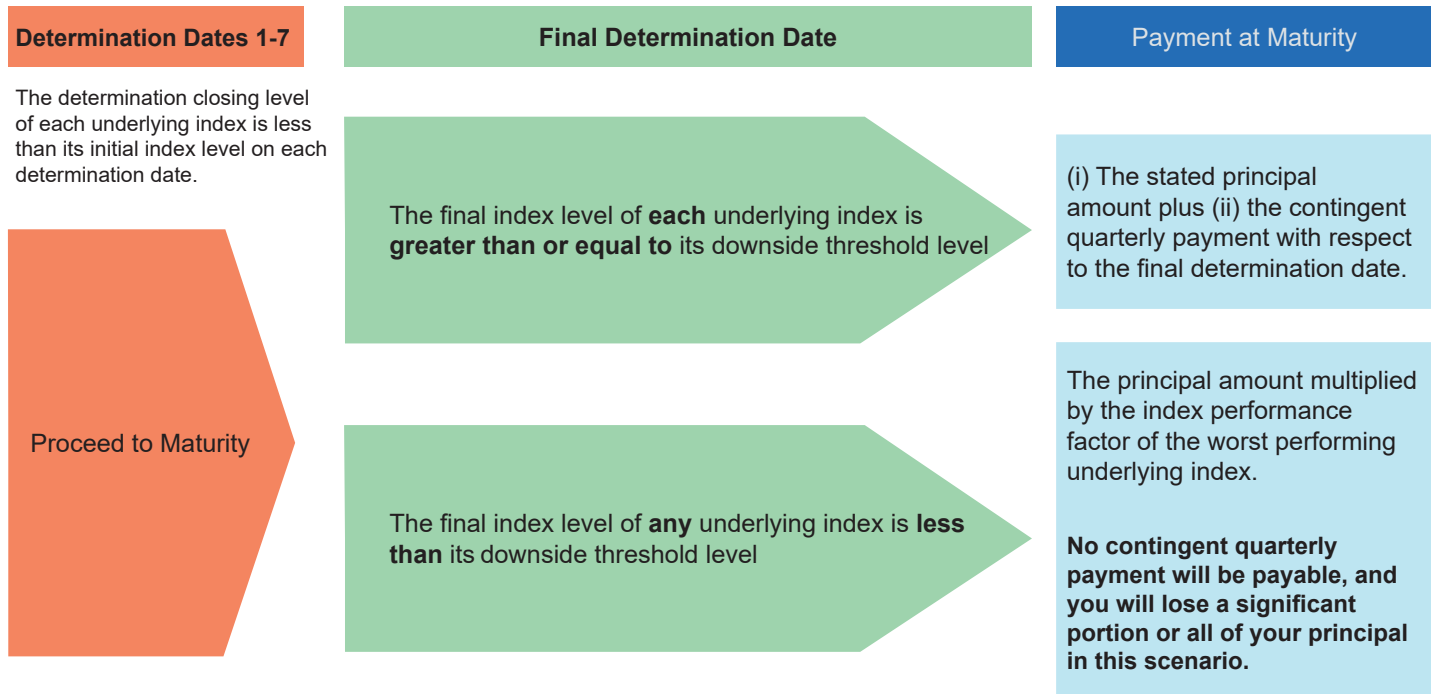 Determination Dates 1-7
Final Determination Date
Payment at Maturity
The determination closing level
of each underlying index is less
than its initial index level on each
determination date.
Proceed to Maturity
The final index level of each underlying index is
greater than or equal to its downside threshold level
(i) The stated principal
amount plus (ii) the contingent
quarterly payment with respect
to the final determination date.
The final index level of any underlying index is less
than its downside threshold level
The principal amount multiplied
by the index performance
factor of the worst performing
underlying index.
No contingent quarterly
payment will be payable, and
you will lose a significant
portion or all of your principal
in this scenario.